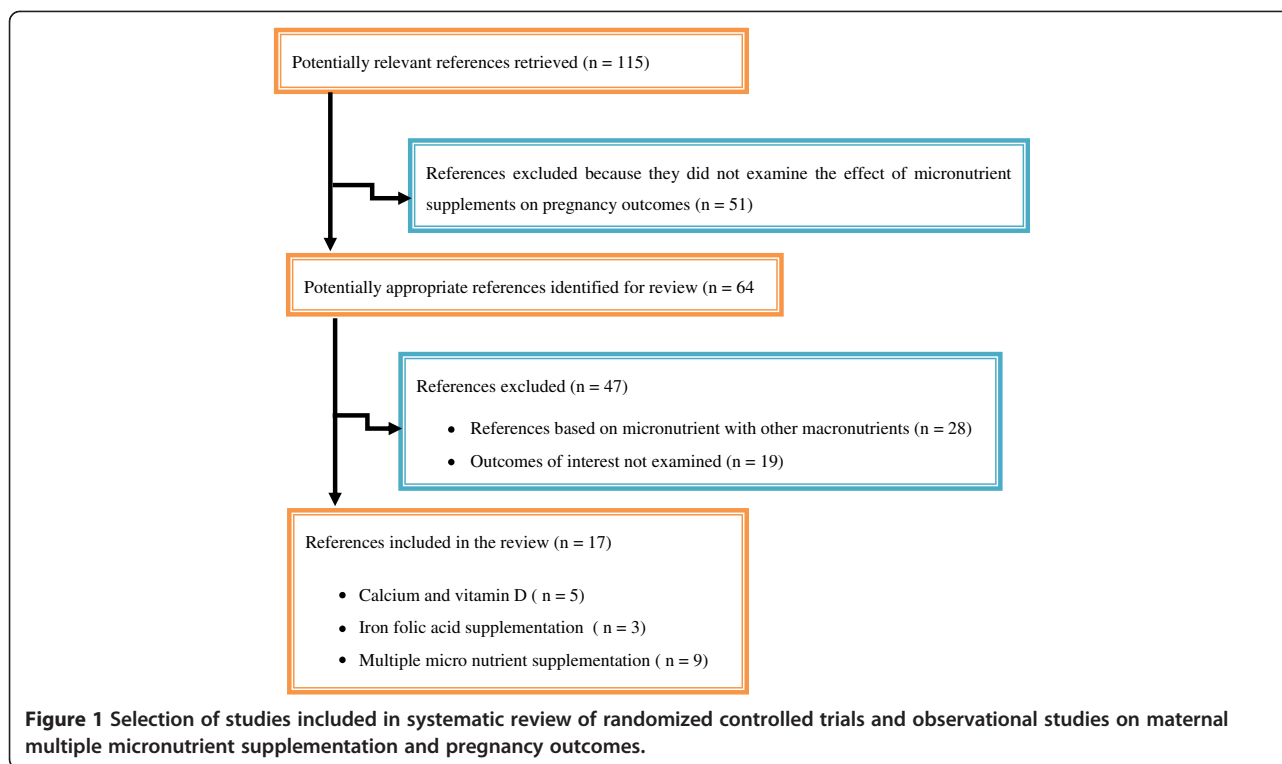 Potentially relevant references retrieved (n = 115)
References excluded because they did not examine the effect of micronutrient
supplements on pregnancy outcomes (n = 51)
Potentially appropriate references identified for review (n = 64
References excluded (n = 47)
• References based on micronutrient with other macronutrients (n = 28)
• Outcomes of interest not examined (n = 19)
References included in the review (n = 17)
• Calcium and vitamin D ( n = 5)
• Iron folic acid supplementation ( n = 3)
• Multiple micro nutrient supplementation ( n = 9)
Figure 1 Selection of studies included in systematic review of randomized controlled trials and observational studies on maternal
multiple micronutrient supplementation and pregnancy outcomes.